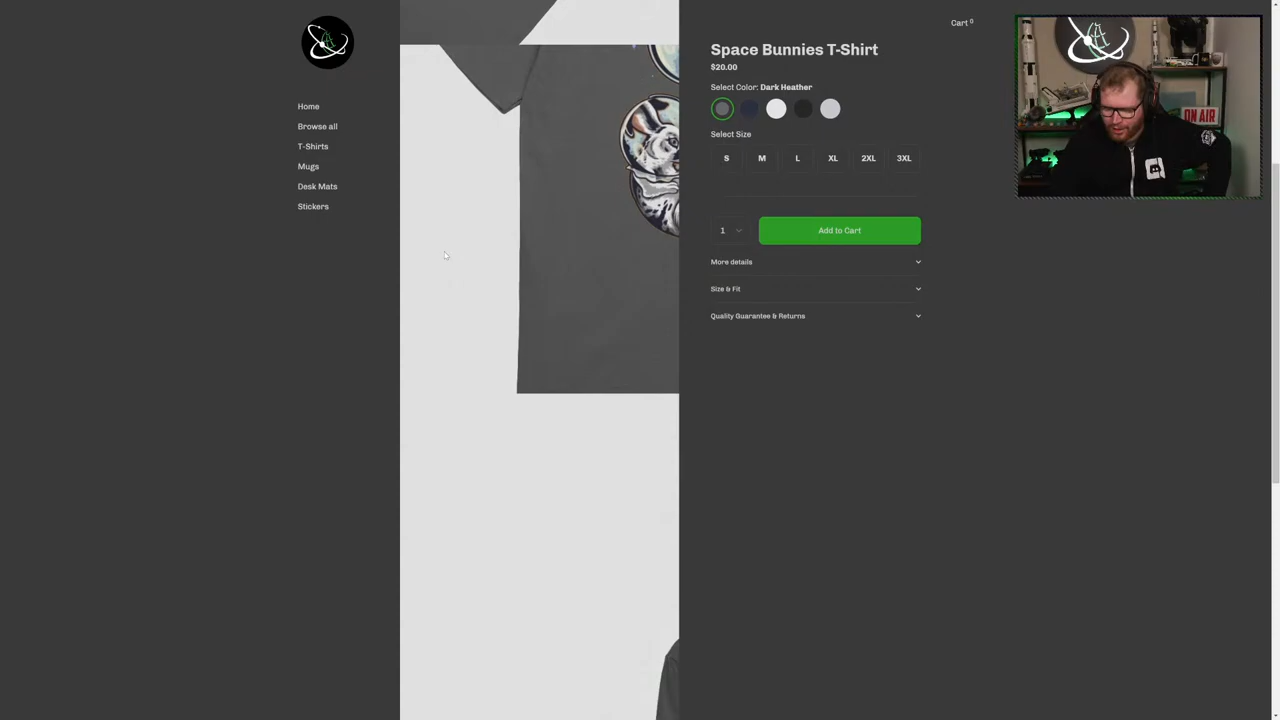 Home
Browse all
T-Shirts
Mugs
Desk Mats
Stickers
Cart 0
Space Bunnies T-Shirt
$20.00
Select Color: Dark Heather
Select Size
S M L XL 2XL 3XL
1 Add to Cart
More details
Size & Fit
Quality Guarantee & Returns
ON AIR